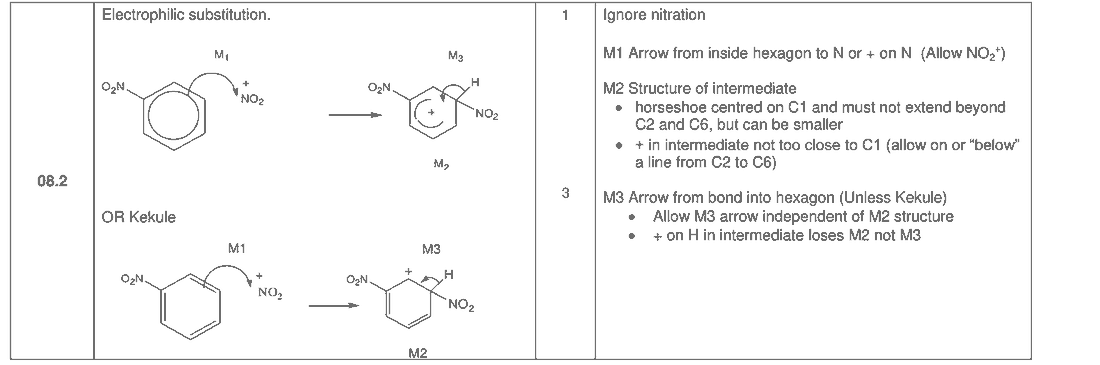 08.2
Electrophilic substitution.
M1
O2N
+
NO2
M3
O2N
H
+
NO2
M2
OR Kekule
M1
O2N
+
NO2
M3
O2N
+
H
NO2
M2
1
3
Ignore nitration
M1 Arrow from inside hexagon to N or + on N (Allow NO2+)
M2 Structure of intermediate
• horseshoe centred on C1 and must not extend beyond
C2 and C6, but can be smaller
• + in intermediate not too close to C1 (allow on or "below"
a line from C2 to C6)
M3 Arrow from bond into hexagon (Unless Kekule)
• Allow M3 arrow independent of M2 structure
• + on H in intermediate loses M2 not M3